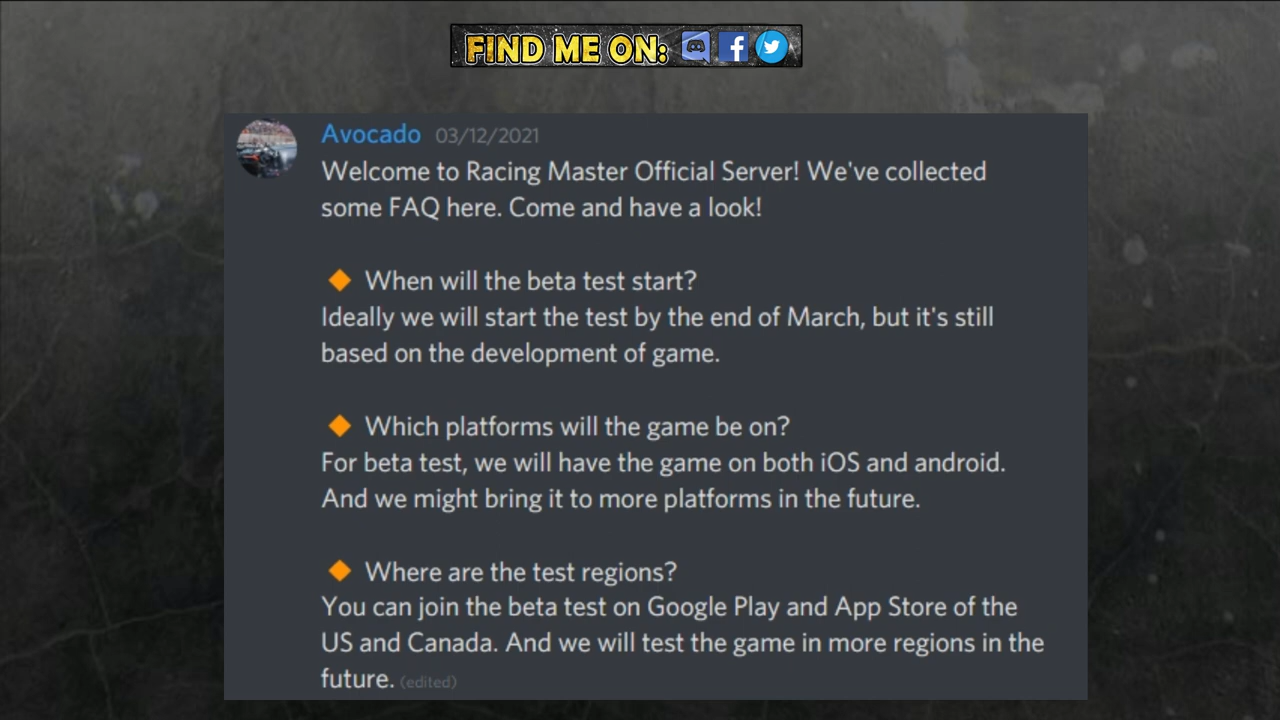 FIND ME ON:
Avocado 03/12/2021
Welcome to Racing Master Official Server! We've collected
some FAQ here. Come and have a look!
🔶 When will the beta test start?
Ideally we will start the test by the end of March, but it's still
based on the development of game.
🔶 Which platforms will the game be on?
For beta test, we will have the game on both iOS and android.
And we might bring it to more platforms in the future.
🔶 Where are the test regions?
You can join the beta test on Google Play and App Store of the
US and Canada. And we will test the game in more regions in the
future. (edited)